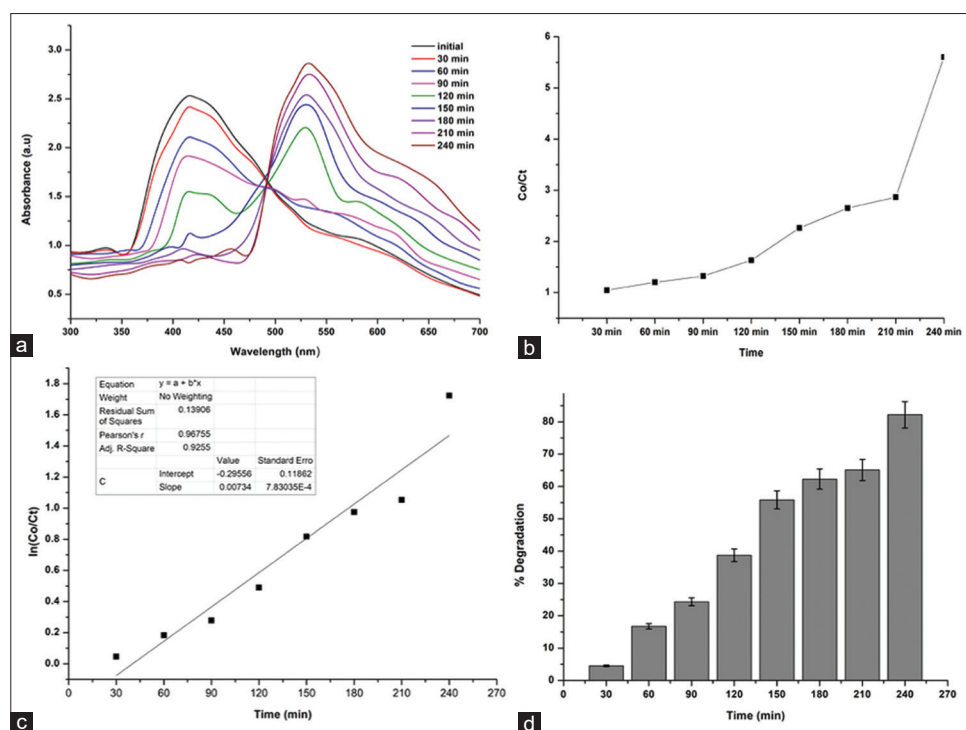 3.0
2.5
2.0
1.5
1.0
0.5
Absorbance (a.u)
initial
30 min
60 min
90 min
120 min
150 min
180 min
210 min
240 min
300 350 400 450 500 550 600 650 700
Wavelength (nm)
a
6
5
4
3
2
1
Co/Ct
30 min 60 min 90 min 120 min 150 min 180 min 210 min 240 min
Time
b
1.8
1.6
1.4
1.2
1.0
0.8
0.6
0.4
0.2
0.0
ln(Co/Ct)
Equation y = a + b*x
Weight No Weighting
Residual Sum of Squares 0.13906
Pearson's r 0.96755
Adj. R-Square 0.9255
Value Standard Erro
C Intercept -0.29556 0.11862
Slope 0.00734 7.83035E-4
0 30 60 90 120 150 180 210 240 270
Time (min)
c
80
70
60
50
40
30
20
10
0
% Degradation
0 30 60 90 120 150 180 210 240 270
Time (min)
d